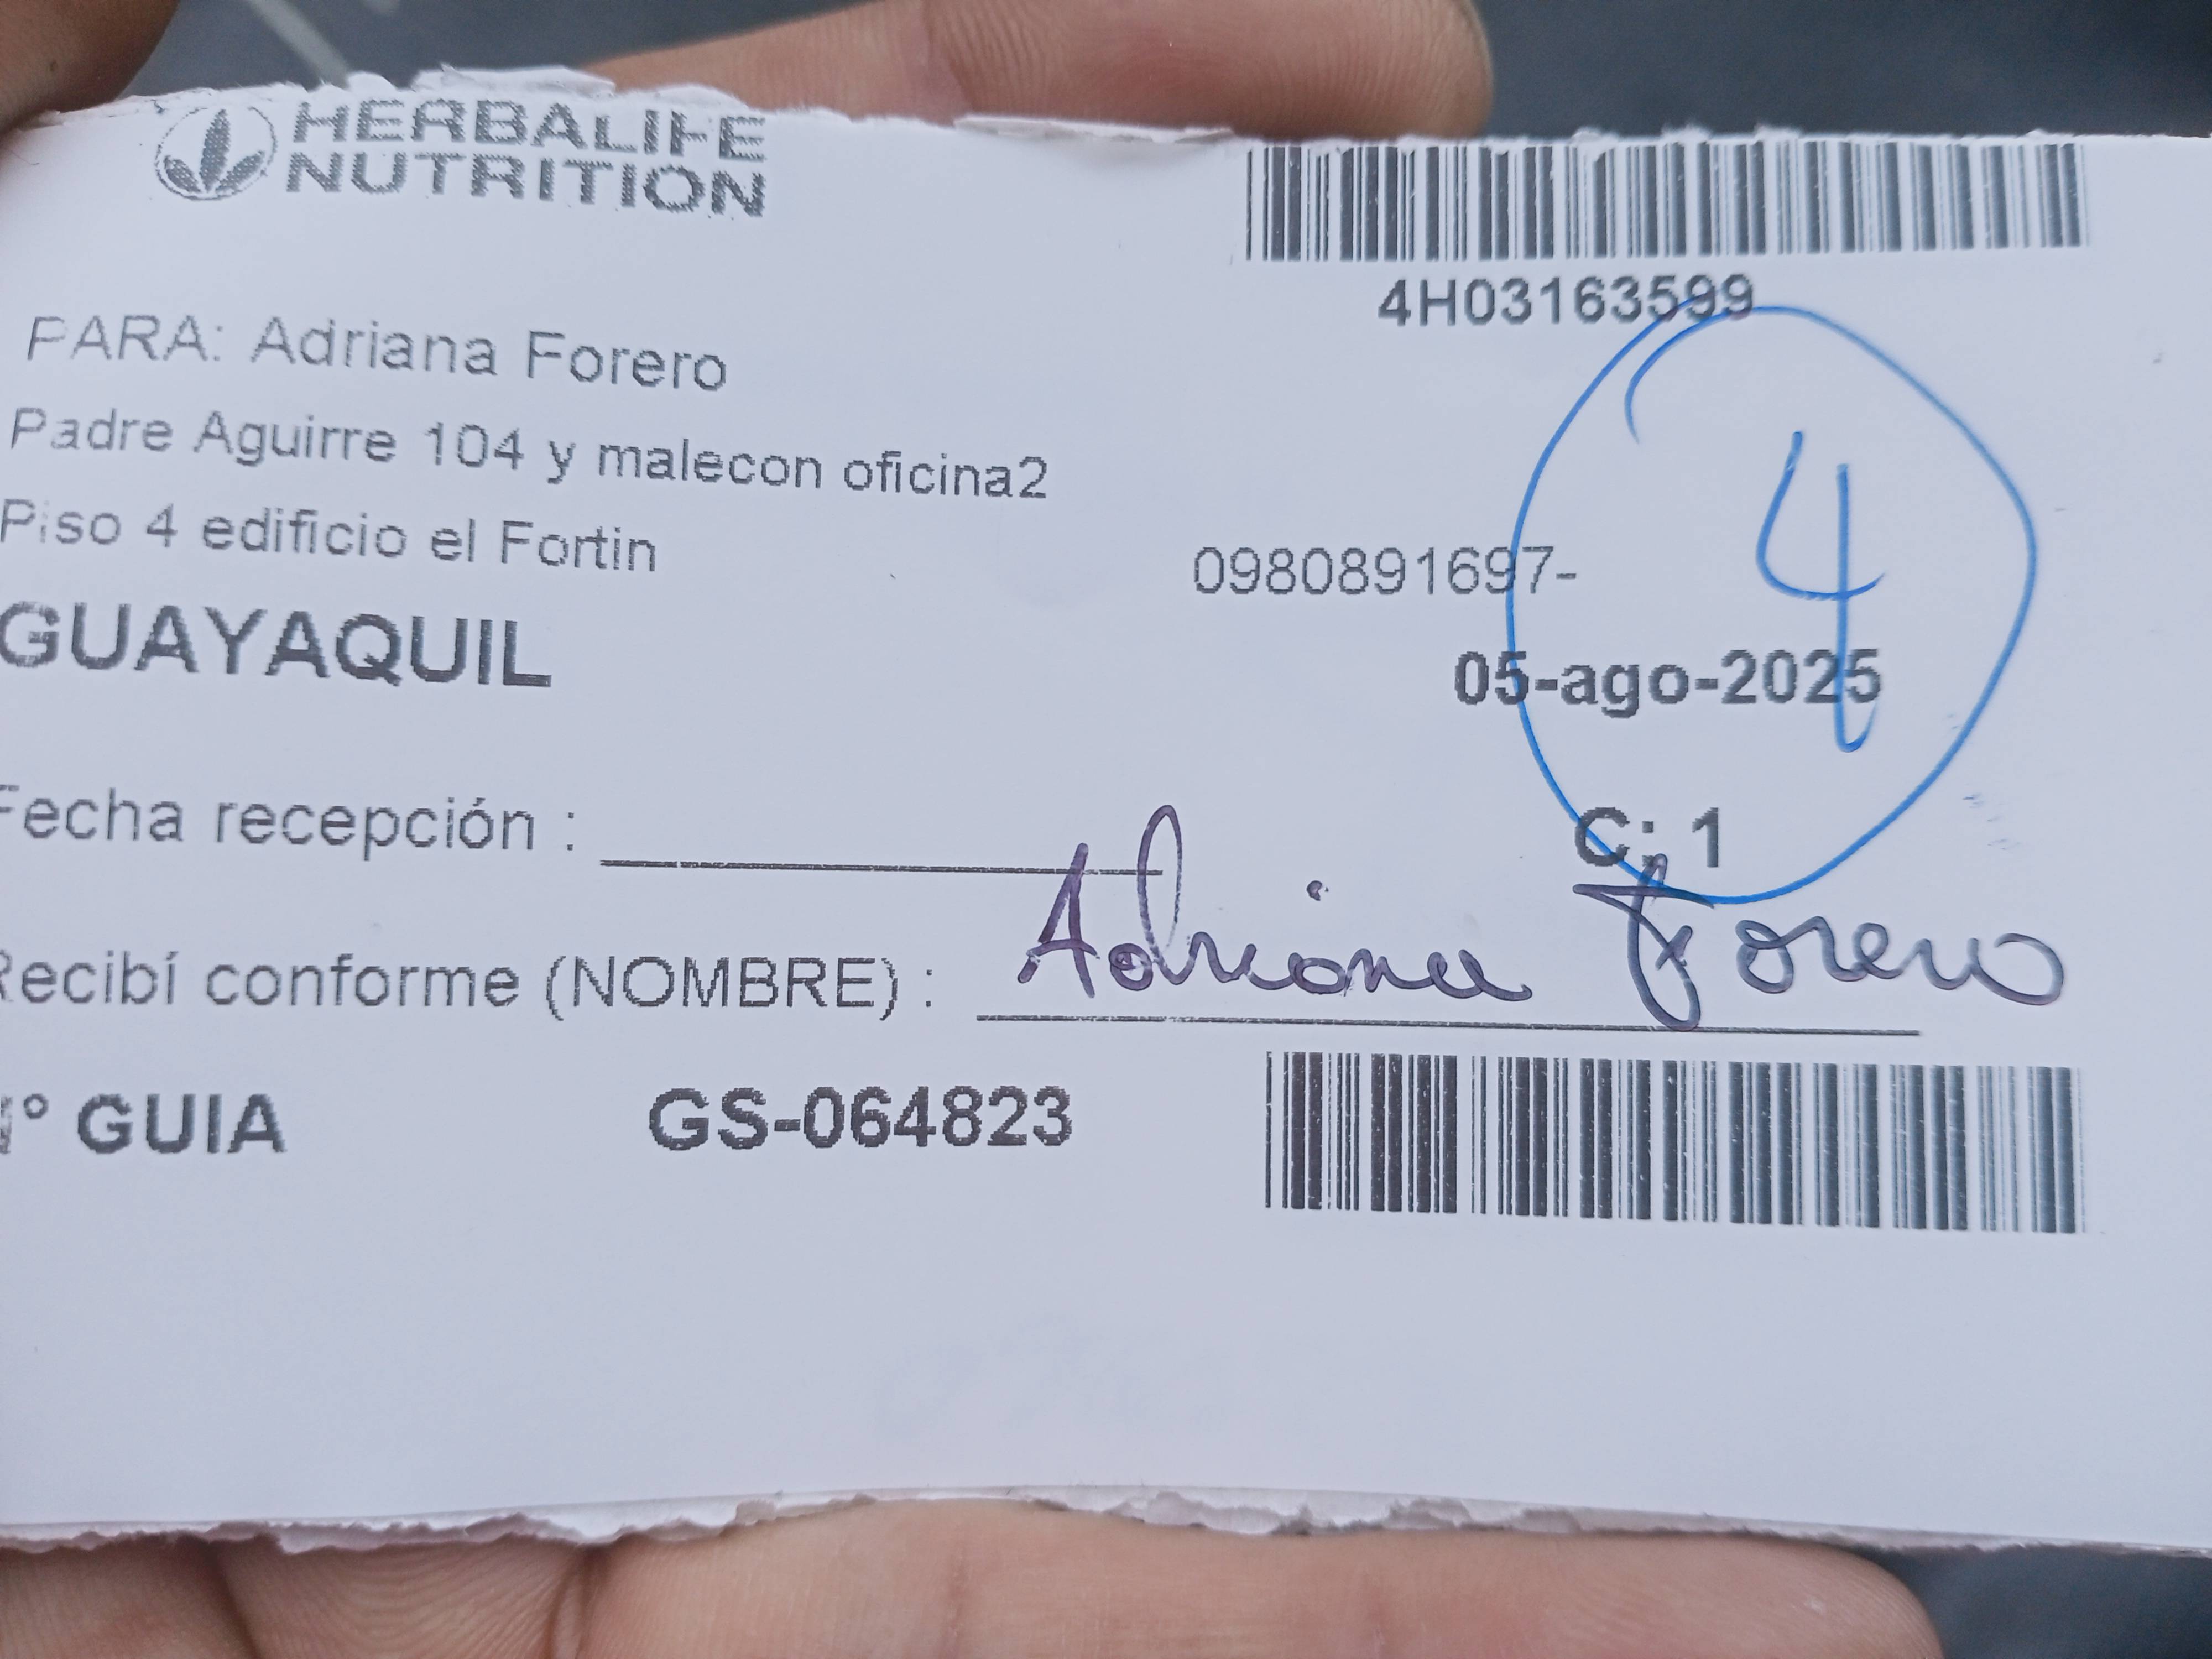 HERBALIFE
NUTRITION
4H03163599
PARA: Adriana Forero
Padre Aguirre 104 y malecon oficina2
Piso 4 edificio el Fortin
0980891697-
4
GUAYAQUIL
05-ago-2025
Fecha recepción :
C: 1
Recibí conforme (NOMBRE) : Adriana Forero
N° GUIA GS-064823